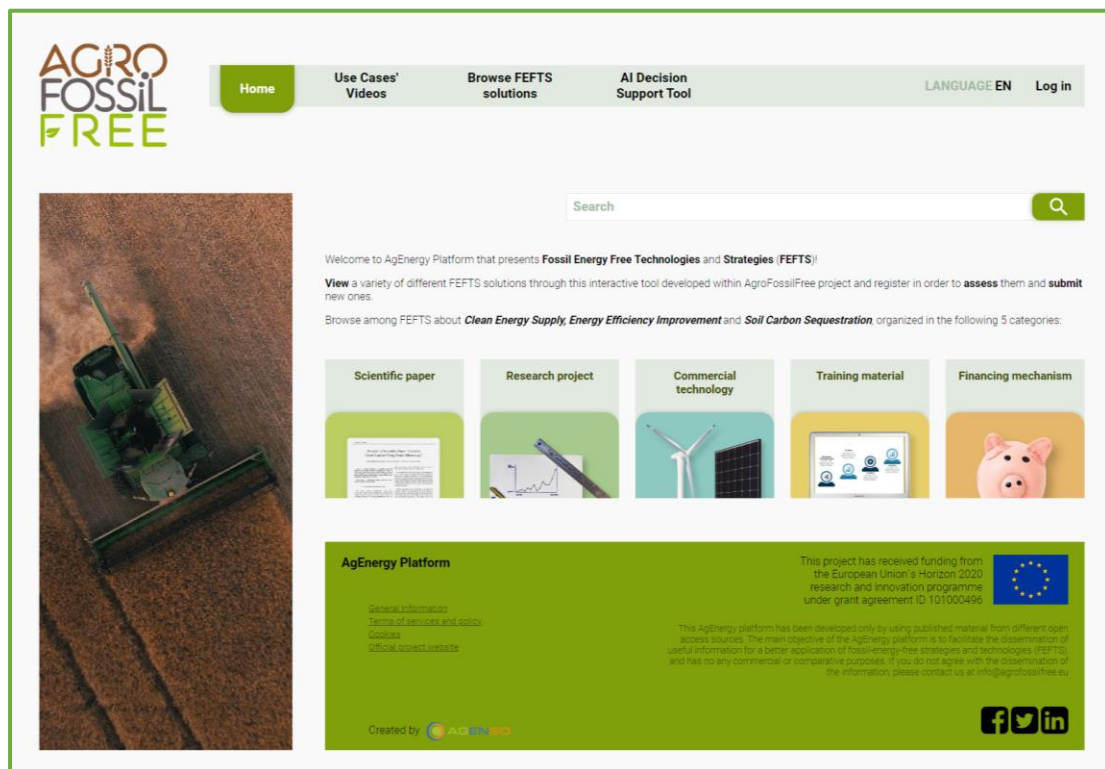 AGRO
FOSSIL
FREE
Home
Use Cases'
Videos
Browse FEFTS
solutions
AI Decision
Support Tool
LANGUAGE EN
Log in
Search
Welcome to AgEnergy Platform that presents Fossil Energy Free Technologies and Strategies (FEFTS)!
View a variety of different FEFTS solutions through this interactive tool developed within AgroFossilFree project and register in order to assess them and submit
new ones.
Browse among FEFTS about Clean Energy Supply, Energy Efficiency Improvement and Soil Carbon Sequestration, organized in the following 5 categories:
Scientific paper
Research project
Commercial
technology
Training material
Financing mechanism
AgEnergy Platform
General Information
Terms of services and policy
Cookies
Official project website
This project has received funding from
the European Union`s Horizon 2020
research and innovation programme
under grant agreement ID 101000496
This AgEnergy platform has been developed only by using published material from different open
access sources. The main objective of the AgEnergy platform is to facilitate the dissemination of
useful information for a better application of fossil-energy-free strategies and technologies (FEFTS),
and has no any commercial or comparative purposes. If you do not agree with the dissemination of
the information, please contact us at info@agrofossilfree.eu
Created by AGENSO